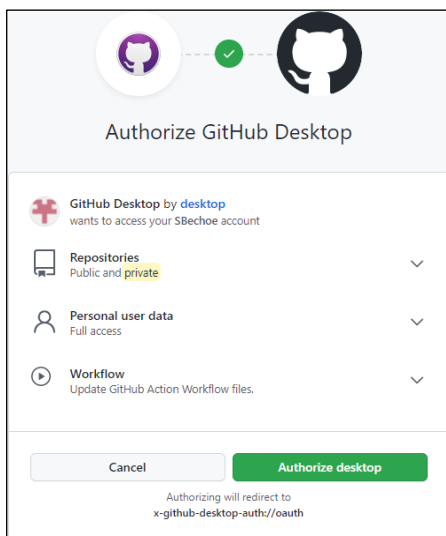 Authorize GitHub Desktop
GitHub Desktop by desktop
wants to access your SBechoe account
Repositories
Public and private
Personal user data
Full access
Workflow
Update GitHub Action Workflow files.
Cancel
Authorize desktop
Authorizing will redirect to
x-github-desktop-auth://oauth